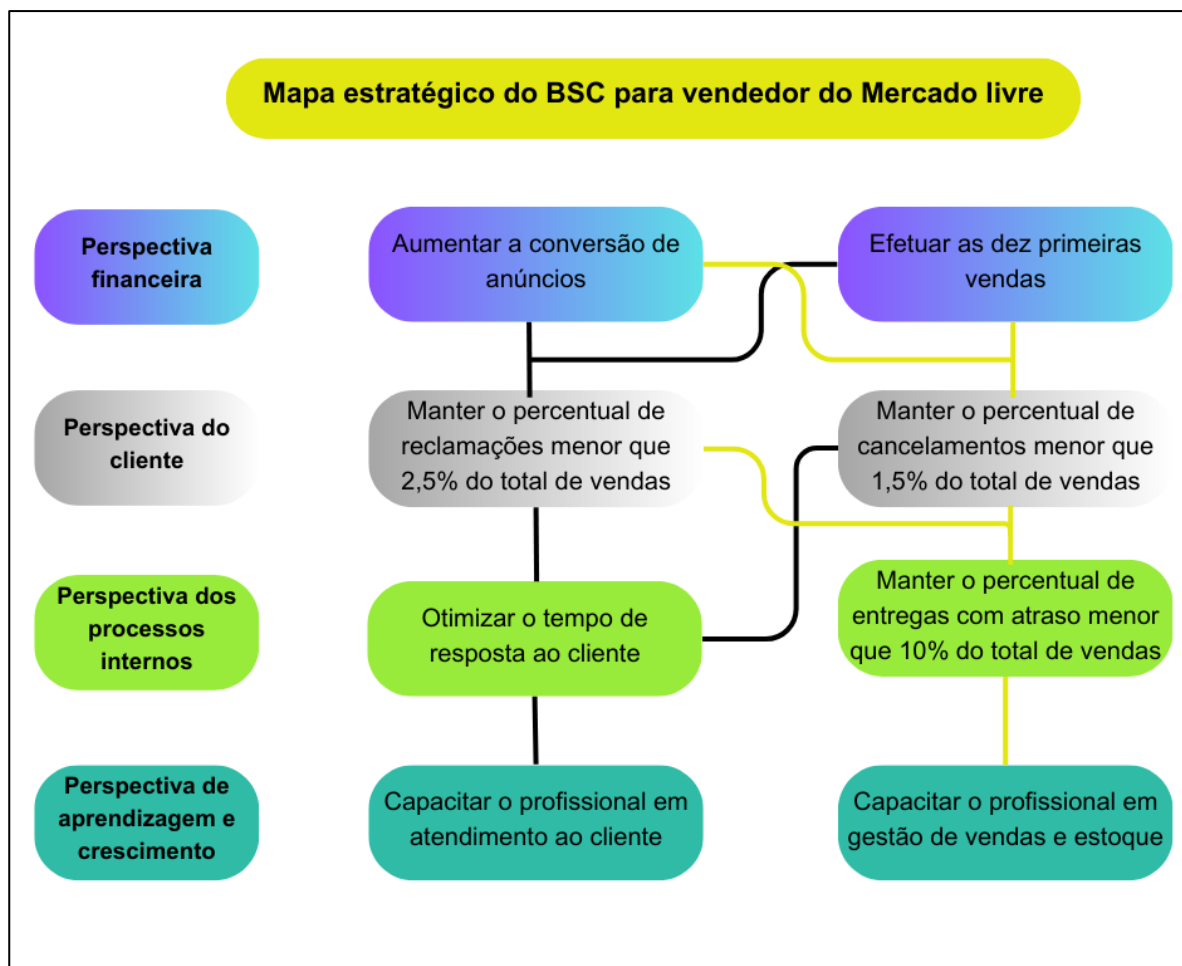 Mapa estratégico do BSC para vendedor do Mercado livre
Perspectiva
financeira
Aumentar a conversão de
anúncios
Efetuar as dez primeiras
vendas
Perspectiva do
cliente
Manter o percentual de
reclamações menor que
2,5% do total de vendas
Manter o percentual de
cancelamentos menor que
1,5% do total de vendas
Perspectiva dos
processos
internos
Otimizar o tempo de
resposta ao cliente
Manter o percentual de
entregas com atraso menor
que 10% do total de vendas
Perspectiva de
aprendizagem e
crescimento
Capacitar o profissional em
atendimento ao cliente
Capacitar o profissional em
gestão de vendas e estoque